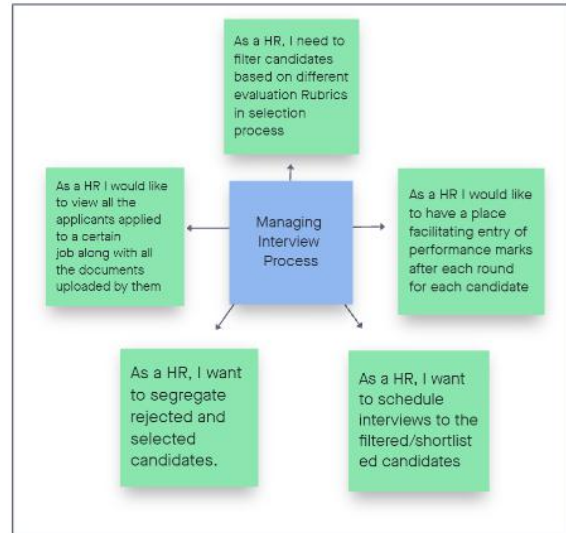 As a HR, I need to
filter candidates
based on different
evaluation Rubrics
in selection
process
As a HR I would like
to view all the
applicants applied
to a certain
job along with all
the documents
uploaded by them
Managing
Interview
Process
As a HR I would like
to have a place
facilitating entry of
performance marks
after each round
for each candidate
As a HR, I want
to segregate
rejected and
selected
candidates.
As a HR, I want
to schedule
interviews to the
filtered/shortlist
ed candidates